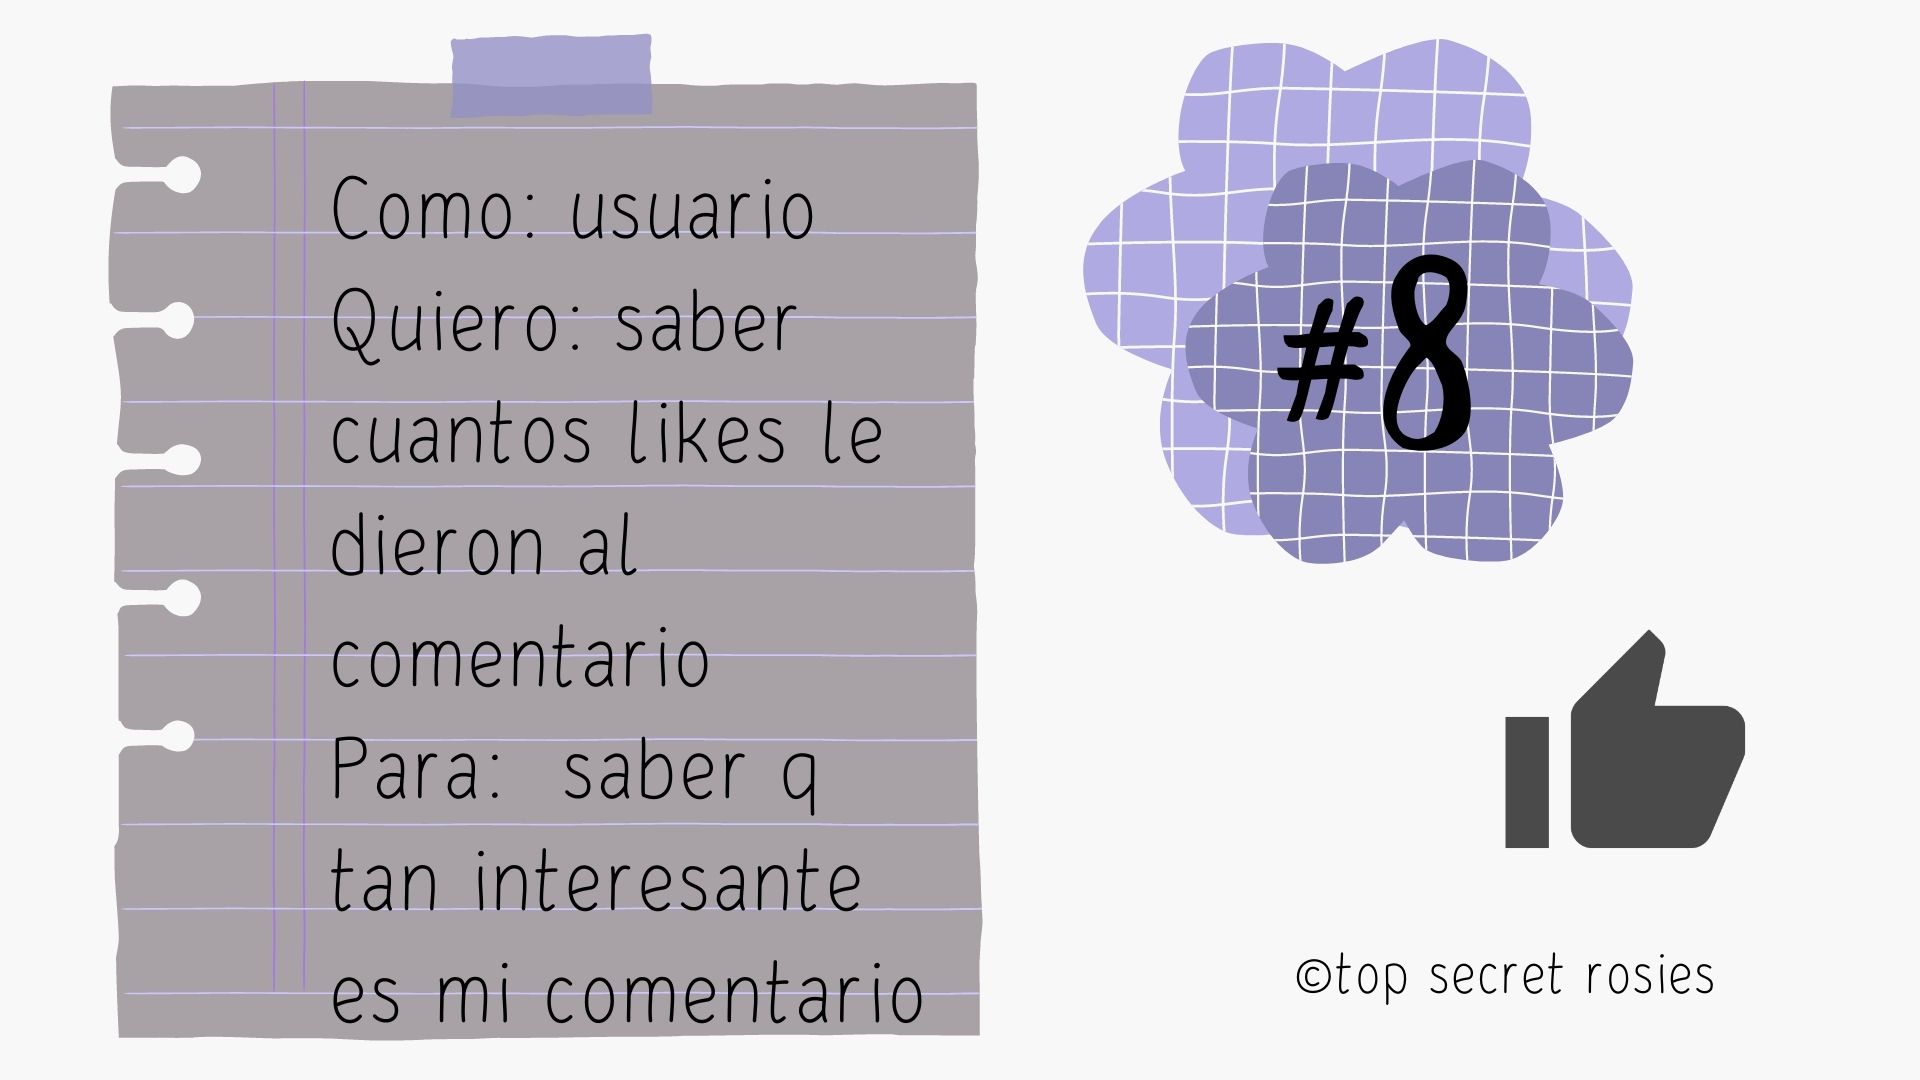 Como: usuario
Quiero: saber
cuantos likes le
dieron al
comentario
Para: saber q
tan interesante
es mi comentario
#8
©top secret rosies